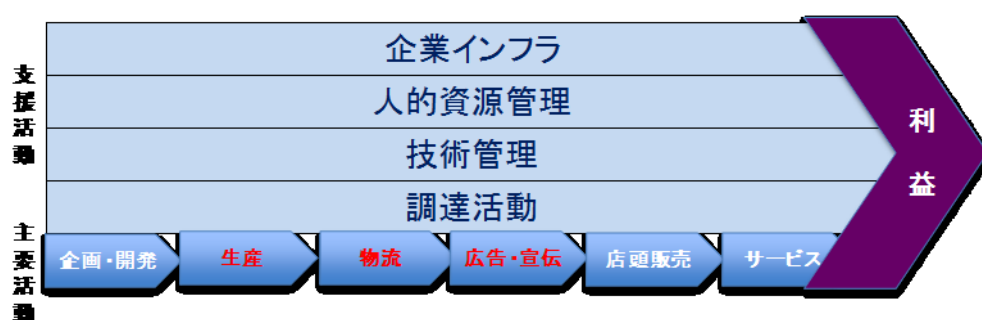 支援活動
企業インフラ
人的資源管理
技術管理
調達活動
利益
主要活動
企画・開発
生産
物流
広告・宣伝
店頭販売
サービス